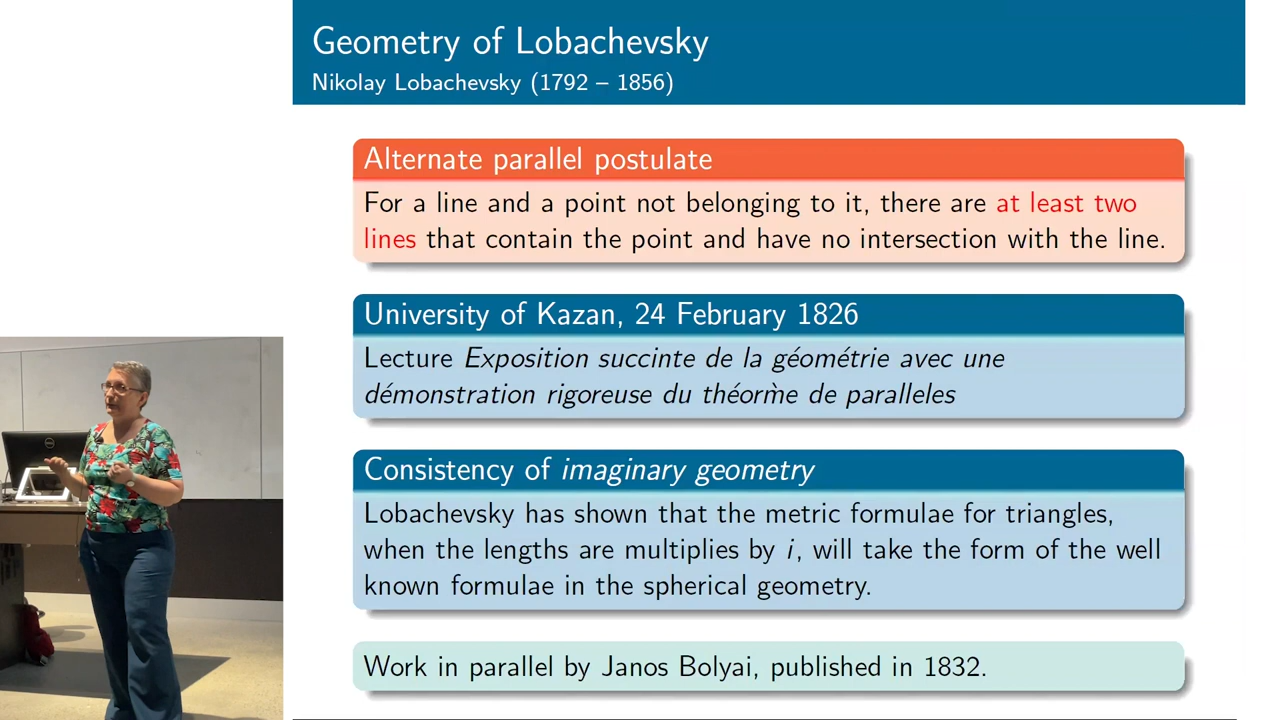 Geometry of Lobachevsky
Nikolay Lobachevsky (1792 – 1856)
Alternate parallel postulate
For a line and a point not belonging to it, there are at least two
lines that contain the point and have no intersection with the line.
University of Kazan, 24 February 1826
Lecture Exposition succinte de la géométrie avec une
démonstration rigoreuse du théorm̀e de paralleles
Consistency of imaginary geometry
Lobachevsky has shown that the metric formulae for triangles,
when the lengths are multiplies by i, will take the form of the well
known formulae in the spherical geometry.
Work in parallel by Janos Bolyai, published in 1832.